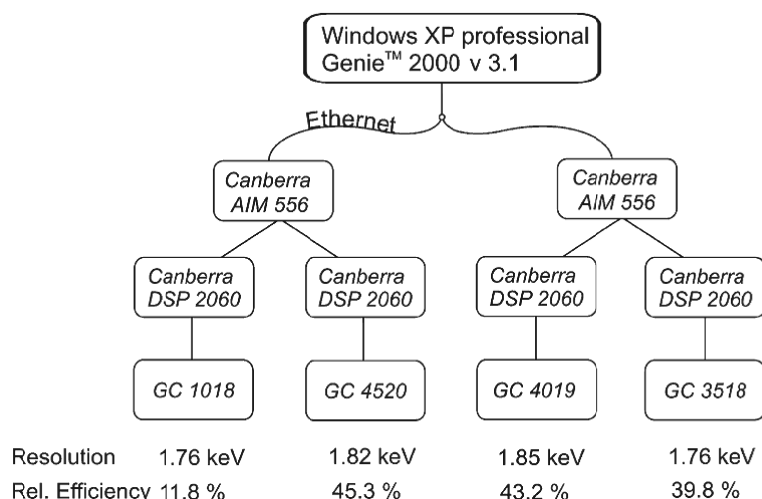 Windows XP professional
Genie™ 2000 v 3.1
Ethernet
Canberra
AIM 556
Canberra
AIM 556
Canberra
DSP 2060
Canberra
DSP 2060
Canberra
DSP 2060
Canberra
DSP 2060
GC 1018
GC 4520
GC 4019
GC 3518
Resolution 1.76 keV 1.82 keV 1.85 keV 1.76 keV
Rel. Efficiency 11.8 % 45.3 % 43.2 % 39.8 %